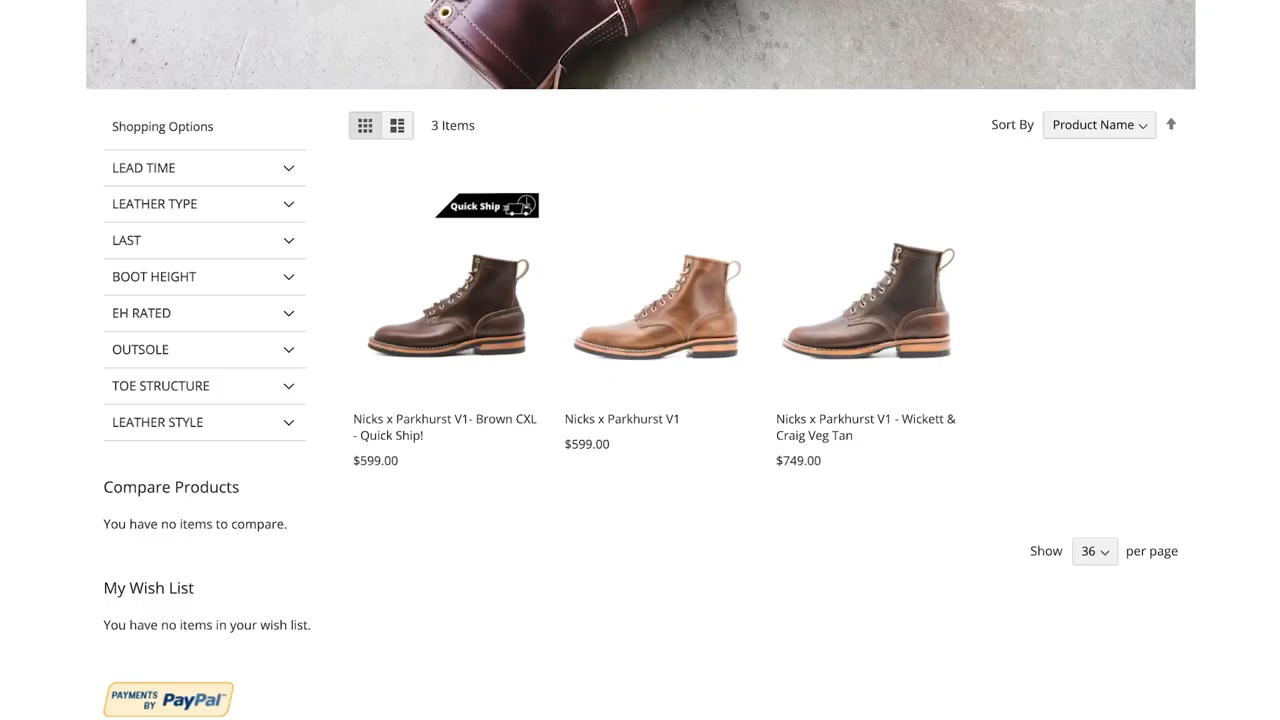 Shopping Options
3 Items
Sort By
Product Name
LEAD TIME
LEATHER TYPE
LAST
BOOT HEIGHT
EH RATED
OUTSOLE
TOE STRUCTURE
LEATHER STYLE
Quick Ship
Nicks x Parkhurst V1- Brown CXL
- Quick Ship!
$599.00
Nicks x Parkhurst V1
$599.00
Nicks x Parkhurst V1 - Wickett &
Craig Veg Tan
$749.00
Compare Products
You have no items to compare.
Show
36
per page
My Wish List
You have no items in your wish list.
PAYMENTS
BY
PayPal